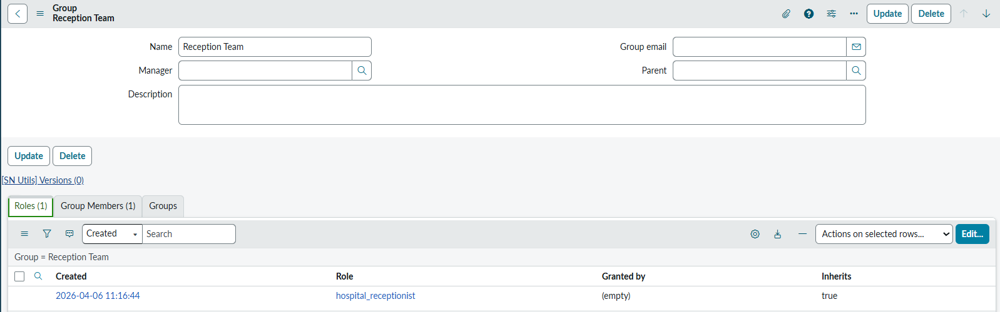 Group
Reception Team
Update
Delete
Name
Reception Team
Group email
Manager
Parent
Description
Update
Delete
[SN Utils] Versions (0)
Roles (1)
Group Members (1)
Groups
Created
Search
Actions on selected rows...
Edit...
Group = Reception Team
Created
Role
Granted by
Inherits
2026-04-06 11:16:44
hospital_receptionist
(empty)
true